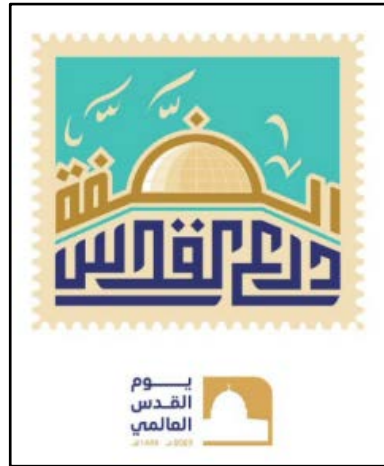 الضفة
درع القدس
يوم
القدس
العالمي